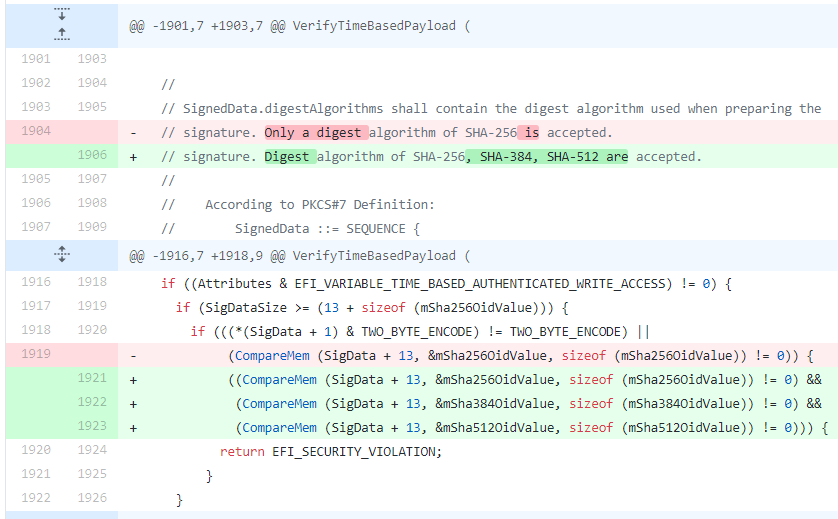 @@ -1901,7 +1903,7 @@ VerifyTimeBasedPayload (
1901 1903
1902 1904 //
1903 1905 // SignedData.digestAlgorithms shall contain the digest algorithm used when preparing the
1904 - // signature. Only a digest algorithm of SHA-256 is accepted.
1906 + // signature. Digest algorithm of SHA-256, SHA-384, SHA-512 are accepted.
1905 1907 //
1906 1908 // According to PKCS#7 Definition:
1907 1909 // SignedData ::= SEQUENCE {
@@ -1916,7 +1918,9 @@ VerifyTimeBasedPayload (
1916 1918 if ((Attributes & EFI_VARIABLE_TIME_BASED_AUTHENTICATED_WRITE_ACCESS) != 0) {
1917 1919 if (SigDataSize >= (13 + sizeof (mSha256OidValue))) {
1918 1920 if (((*(SigData + 1) & TWO_BYTE_ENCODE) != TWO_BYTE_ENCODE) ||
1919 - (CompareMem (SigData + 13, &mSha256OidValue, sizeof (mSha256OidValue)) != 0)) {
1921 + ((CompareMem (SigData + 13, &mSha256OidValue, sizeof (mSha256OidValue)) != 0) &&
1922 + (CompareMem (SigData + 13, &mSha384OidValue, sizeof (mSha384OidValue)) != 0) &&
1923 + (CompareMem (SigData + 13, &mSha512OidValue, sizeof (mSha512OidValue)) != 0))) {
1920 1924 return EFI_SECURITY_VIOLATION;
1921 1925 }
1922 1926 }